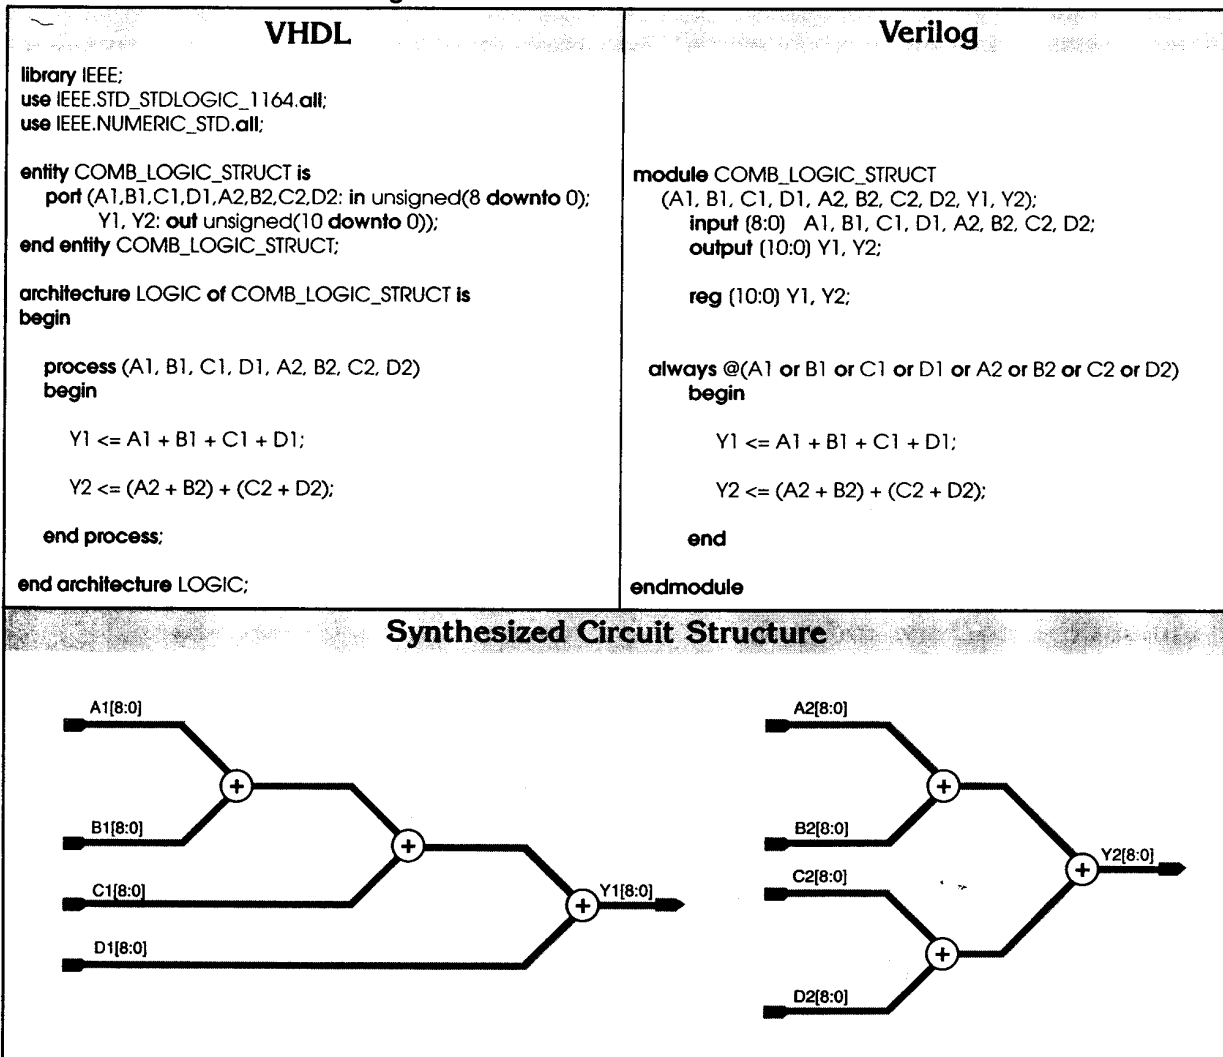 VHDL
library IEEE;
use IEEE.STD_STDLOGIC_1164.all;
use IEEE.NUMERIC_STD.all;
entity COMB_LOGIC_STRUCT is
port (A1,B1,C1,D1,A2,B2,C2,D2: in unsigned(8 downto 0);
Y1, Y2: out unsigned(10 downto 0));
end entity COMB_LOGIC_STRUCT;
architecture LOGIC of COMB_LOGIC_STRUCT is
begin
process (A1, B1, C1, D1, A2, B2, C2, D2)
begin
Y1 <= A1 + B1 + C1 + D1;
Y2 <= (A2 + B2) + (C2 + D2);
end process;
end architecture LOGIC;
Verilog
module COMB_LOGIC_STRUCT
(A1, B1, C1, D1, A2, B2, C2, D2, Y1, Y2);
input (8:0) A1, B1, C1, D1, A2, B2, C2, D2;
output (10:0) Y1, Y2;
reg (10:0) Y1, Y2;
always @(A1 or B1 or C1 or D1 or A2 or B2 or C2 or D2)
begin
Y1 <= A1 + B1 + C1 + D1;
Y2 <= (A2 + B2) + (C2 + D2);
end
endmodule
Synthesized Circuit Structure
A1[8:0]
+
B1[8:0]
+
C1[8:0]
Y1[8:0]
+
D1[8:0]
A2[8:0]
+
B2[8:0]
Y2[8:0]
+
C2[8:0]
+
D2[8:0]